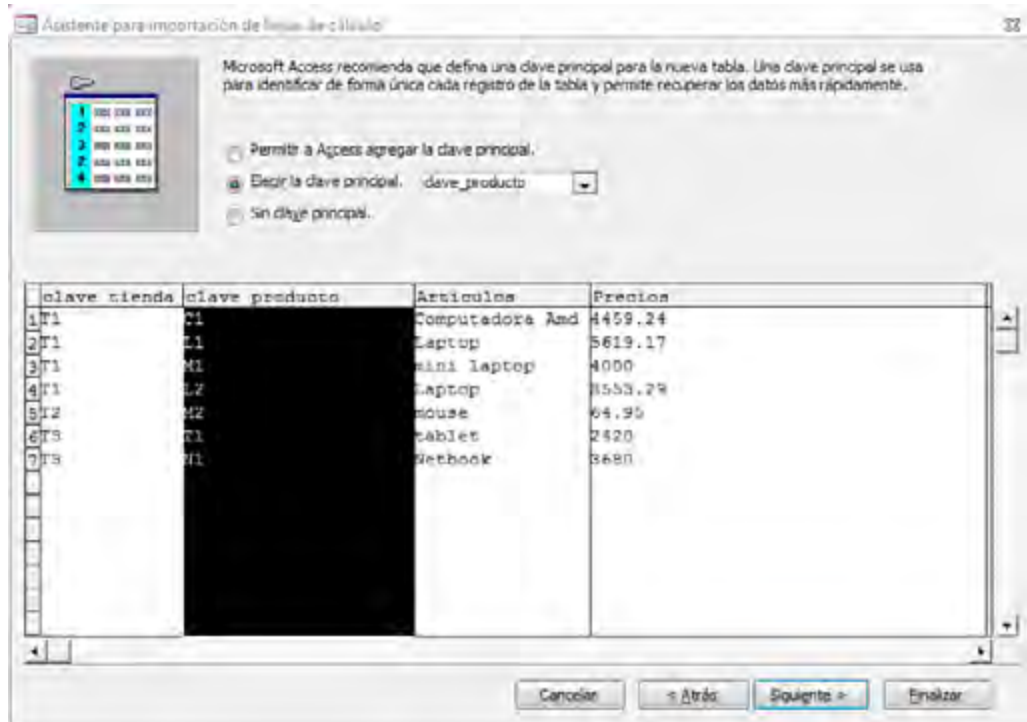 Asistente para importación de hojas de cálculo
Microsoft Access recomienda que defina una clave principal para la nueva tabla. Una clave principal se usa
para identificar de forma única cada registro de la tabla y permite recuperar los datos más rápidamente.
Permitir a Access agregar la clave principal.
Elegir la clave principal. clave_producto
Sin clave principal.
clave tienda clave producto Articulos Precios
1 T1 C1 Computadora Amd 4459.24
2 T1 L1 Laptop 5619.17
3 T1 M1 mini laptop 4000
4 T1 L2 Laptop 8553.29
5 T2 M2 mouse 64.95
6 T3 T1 tablet 2420
7 T3 N1 Netbook 3680
Cancelar < Atrás Siguiente > Finalizar